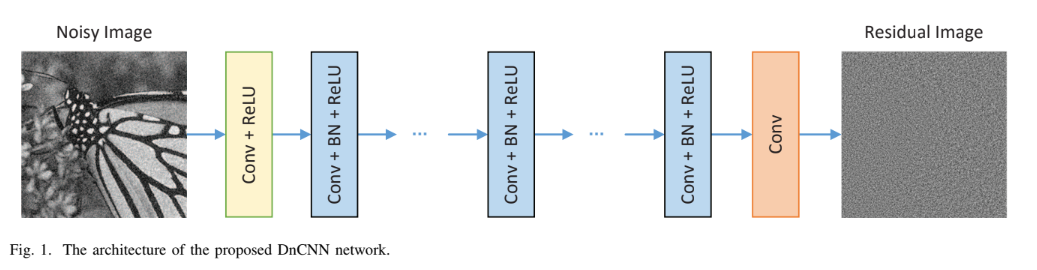 Noisy Image
Residual Image
Conv + ReLU
Conv + BN + ReLU
...
Conv + BN + ReLU
...
Conv + BN + ReLU
Conv
Fig. 1. The architecture of the proposed DnCNN network.